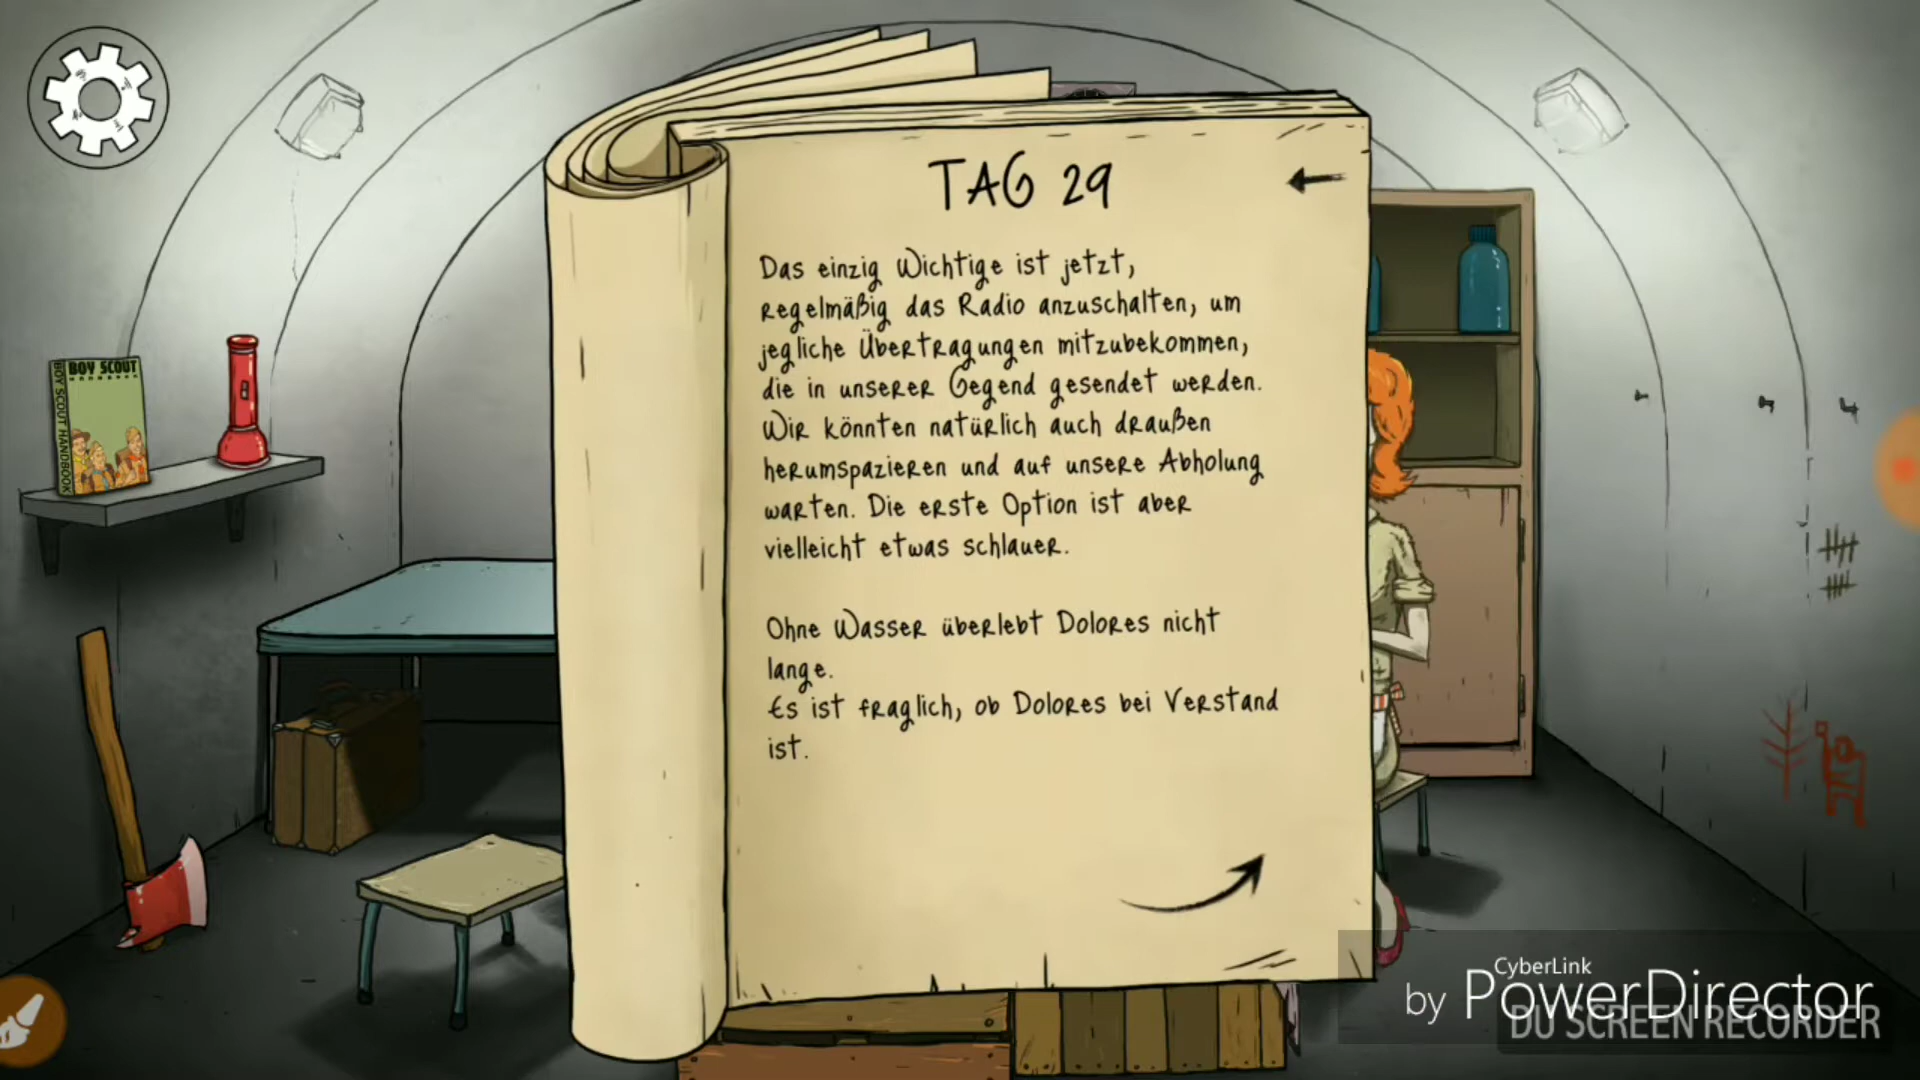 TAG 29
Das einzig Wichtige ist jetzt,
regelmäßig das Radio anzuschalten, um
jegliche Übertragungen mitzubekommen,
die in unserer Gegend gesendet werden.
Wir könnten natürlich auch draußen
herumspazieren und auf unsere Abholung
warten. Die erste Option ist aber
vielleicht etwas schlauer.
Ohne Wasser überlebt Dolores nicht
lange.
Es ist fraglich, ob Dolores bei Verstand
ist.
BOY SCOUT
HANDBOOK
BOY SCOUT HANDBOOK
CyberLink
by PowerDirector
DU SCREEN RECORDER